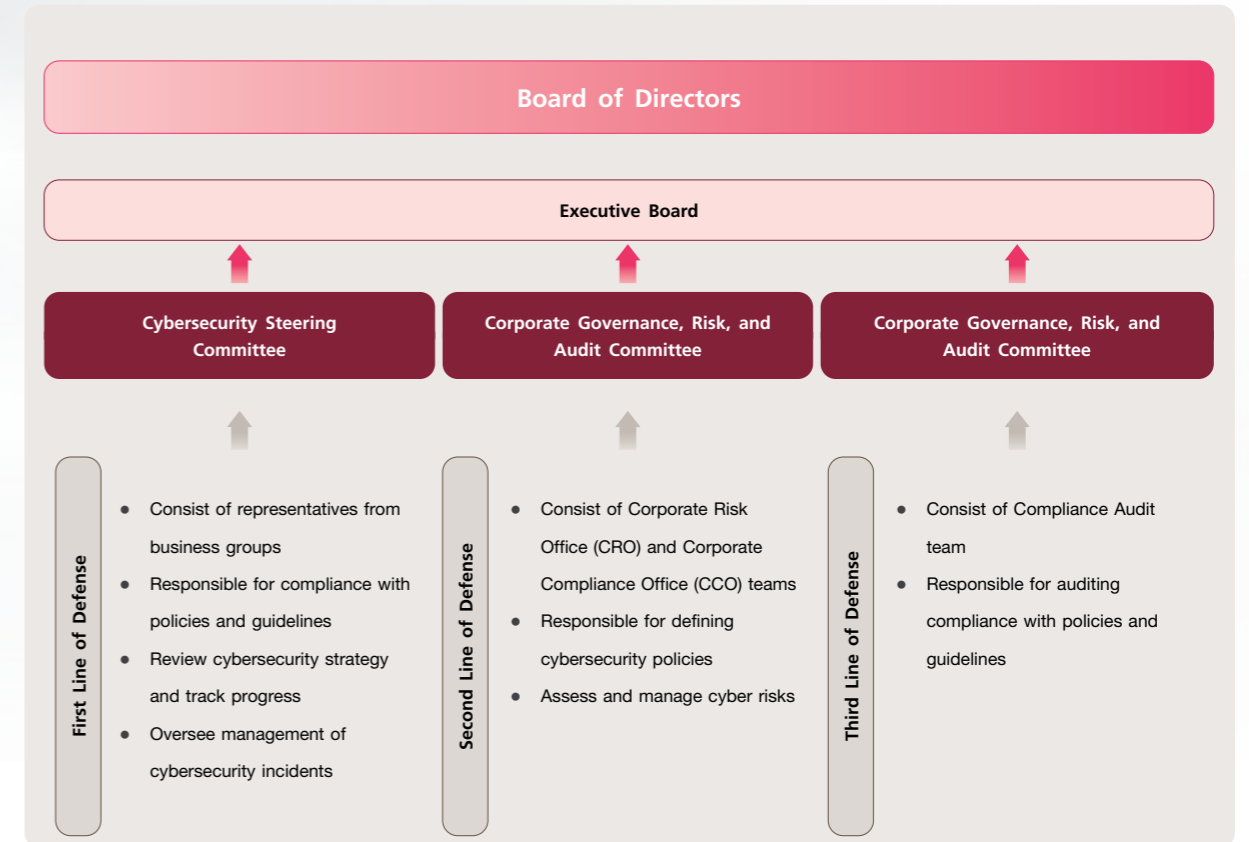 Board of Directors
Executive Board
Cybersecurity Steering
Committee
Corporate Governance, Risk, and
Audit Committee
Corporate Governance, Risk, and
Audit Committee
First Line of Defense
● Consist of representatives from
business groups
● Responsible for compliance with
policies and guidelines
● Review cybersecurity strategy
and track progress
● Oversee management of
cybersecurity incidents
Second Line of Defense
● Consist of Corporate Risk
Office (CRO) and Corporate
Compliance Office (CCO) teams
● Responsible for defining
cybersecurity policies
● Assess and manage cyber risks
Third Line of Defense
● Consist of Compliance Audit
team
● Responsible for auditing
compliance with policies and
guidelines